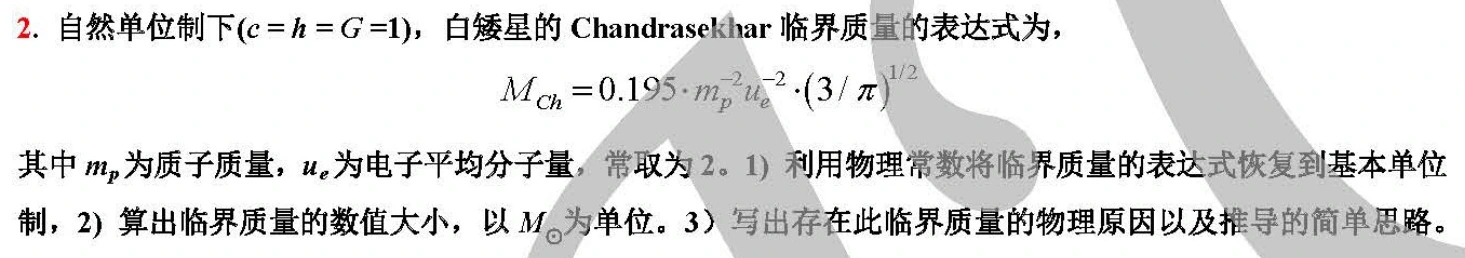 2. 自然单位制下(c = h = G =1)，白矮星的 Chandrasekhar 临界质量的表达式为，
M_{Ch} = 0.195 · m_p^{-2} u_e^{-2} · (3 / π)^{1/2}
其中 m_p 为质子质量，u_e 为电子平均分子量，常取为 2。1) 利用物理常数将临界质量的表达式恢复到基本单位
制，2) 算出临界质量的数值大小，以 M_⊙ 为单位。3）写出存在此临界质量的物理原因以及推导的简单思路。